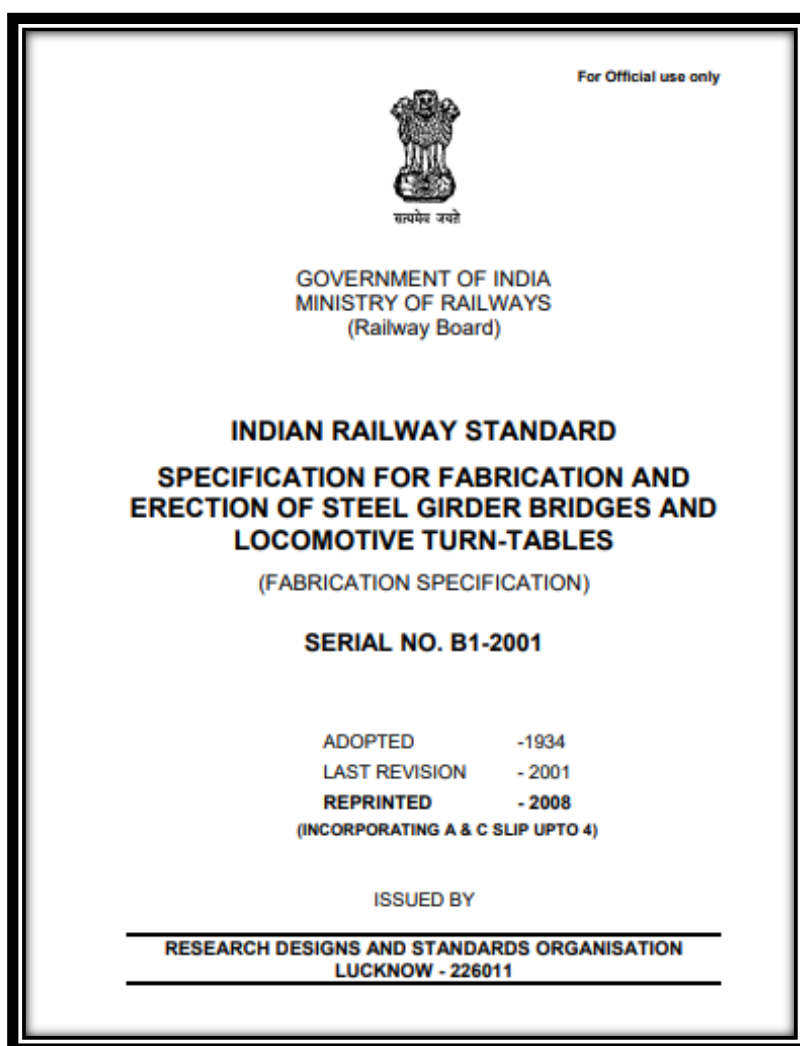 For Official use only
सत्यमेव जयते
GOVERNMENT OF INDIA
MINISTRY OF RAILWAYS
(Railway Board)
INDIAN RAILWAY STANDARD
SPECIFICATION FOR FABRICATION AND
ERECTION OF STEEL GIRDER BRIDGES AND
LOCOMOTIVE TURN-TABLES
(FABRICATION SPECIFICATION)
SERIAL NO. B1-2001
ADOPTED -1934
LAST REVISION - 2001
REPRINTED - 2008
(INCORPORATING A & C SLIP UPTO 4)
ISSUED BY
RESEARCH DESIGNS AND STANDARDS ORGANISATION
LUCKNOW - 226011